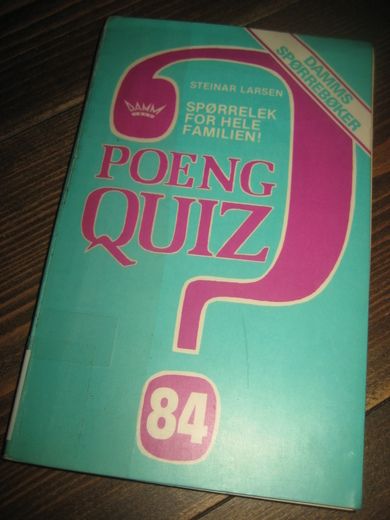 DAMMS
SPØRREBØKER
STEINAR LARSEN
DAMM
SPØRRELEK
FOR HELE
FAMILIEN!
POENG
QUIZ
?
84